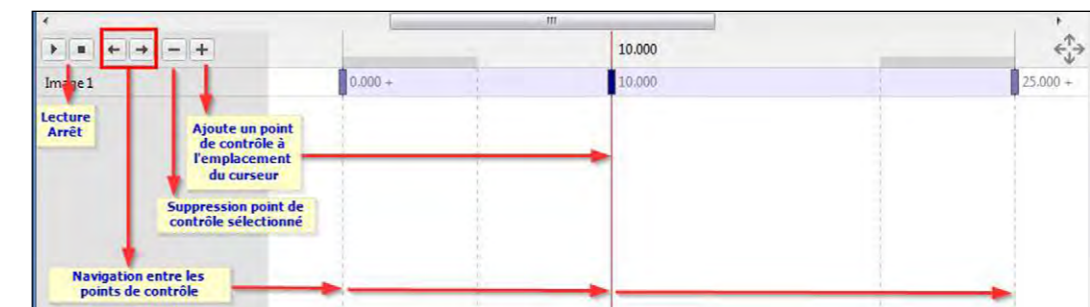 10.000
Image 1
0.000 +
10.000
25.000 +
Lecture
Arrêt
Ajoute un point
de contrôle à
l'emplacement
du curseur
Suppression point de
contrôle sélectionné
Navigation entre les
points de contrôle